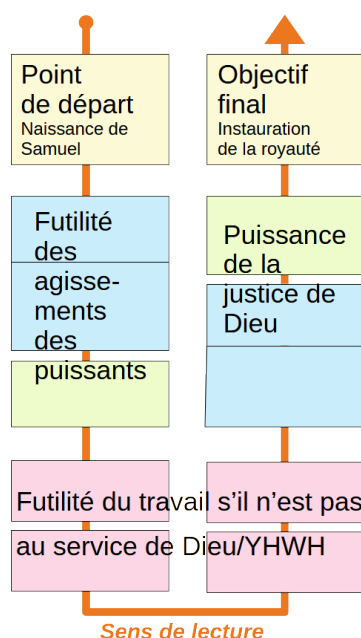 Point
de départ
Naissance de
Samuel
Futilité
des
agisse-
ments
des
puissants
Objectif
final
Instauration
de la royauté
Puissance
de la
justice de
Dieu
Futilité du travail s'il n'est pas
au service de Dieu/YHWH
Sens de lecture